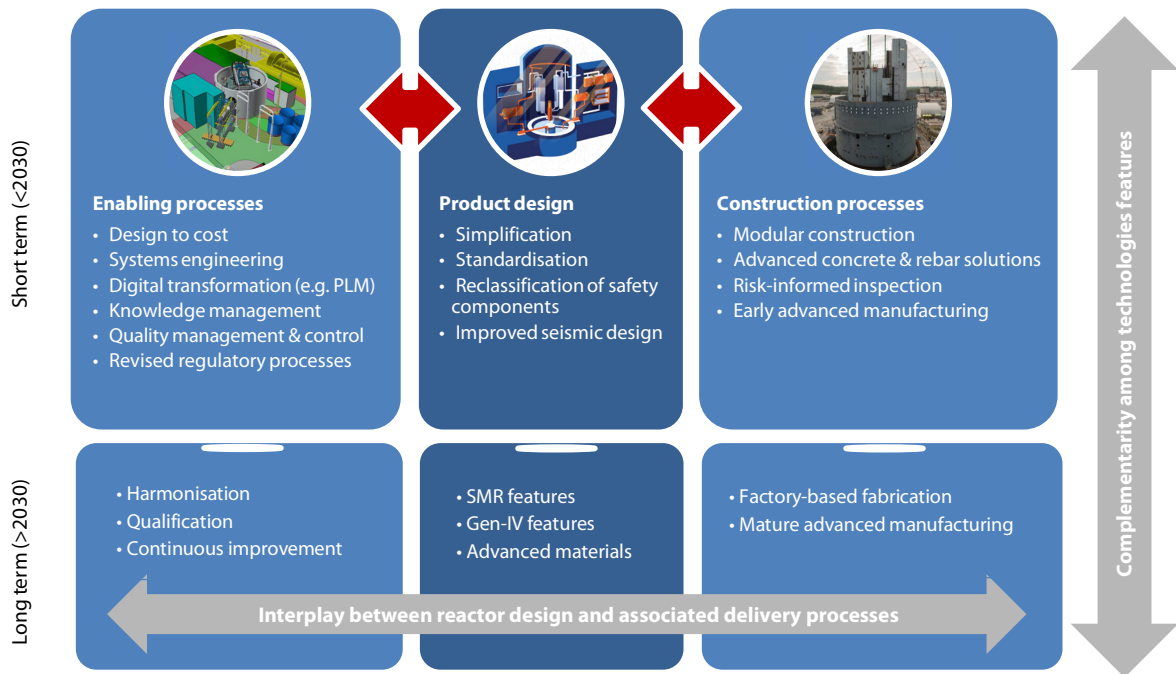 Short term (<2030)
Enabling processes
• Design to cost
• Systems engineering
• Digital transformation (e.g. PLM)
• Knowledge management
• Quality management & control
• Revised regulatory processes
Product design
• Simplification
• Standardisation
• Reclassification of safety
components
• Improved seismic design
Construction processes
• Modular construction
• Advanced concrete & rebar solutions
• Risk-informed inspection
• Early advanced manufacturing
Long term (>2030)
• Harmonisation
• Qualification
• Continuous improvement
• SMR features
• Gen-IV features
• Advanced materials
• Factory-based fabrication
• Mature advanced manufacturing
Interplay between reactor design and associated delivery processes
Complementarity among technologies features